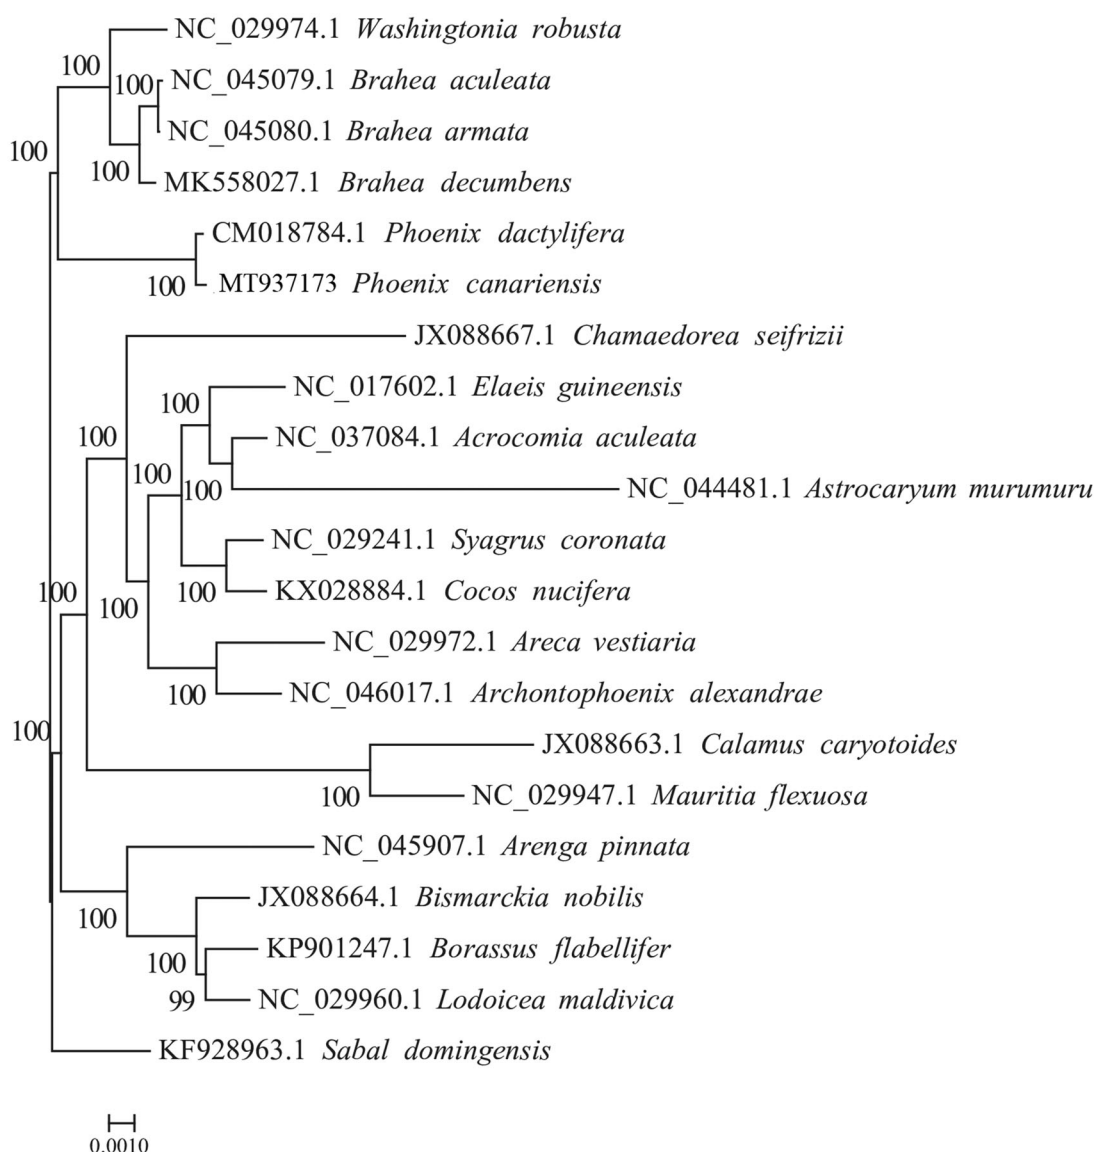 NC_029974.1 Washingtonia robusta
100
100 NC_045079.1 Brahea aculeata
NC_045080.1 Brahea armata
100
100
MK558027.1 Brahea decumbens
CM018784.1 Phoenix dactylifera
100 MT937173 Phoenix canariensis
JX088667.1 Chamaedorea seifrizii
NC_017602.1 Elaeis guineensis
100
100
NC_037084.1 Acrocomia aculeata
100
100
NC_044481.1 Astrocaryum murumuru
NC_029241.1 Syagrus coronata
100
100
KX028884.1 Cocos nucifera
100
NC_029972.1 Areca vestiaria
100
NC_046017.1 Archontophoenix alexandrae
100
JX088663.1 Calamus caryotoides
100
NC_029947.1 Mauritia flexuosa
NC_045907.1 Arenga pinnata
JX088664.1 Bismarckia nobilis
100
KP901247.1 Borassus flabellifer
100
99
NC_029960.1 Lodoicea maldivica
KF928963.1 Sabal domingensis
0.0010